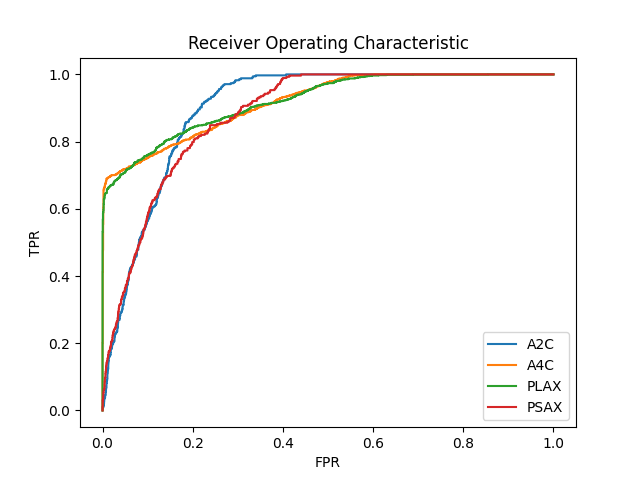 Receiver Operating Characteristic
TPR
1.0
0.8
0.6
0.4
0.2
0.0
A2C
A4C
PLAX
PSAX
0.0 0.2 0.4 0.6 0.8 1.0
FPR